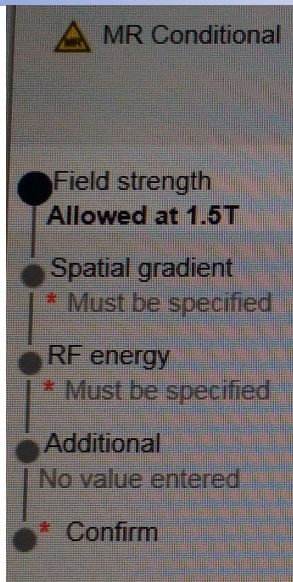 MR Conditional
Field strength
Allowed at 1.5T
Spatial gradient
* Must be specified
RF energy
* Must be specified
Additional
No value entered
* Confirm